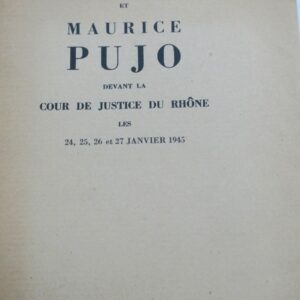 ET
MAURICE
PUJO
DEVANT LA
COUR DE JUSTICE DU RHÔNE
LES
24, 25, 26 et 27 JANVIER 1945